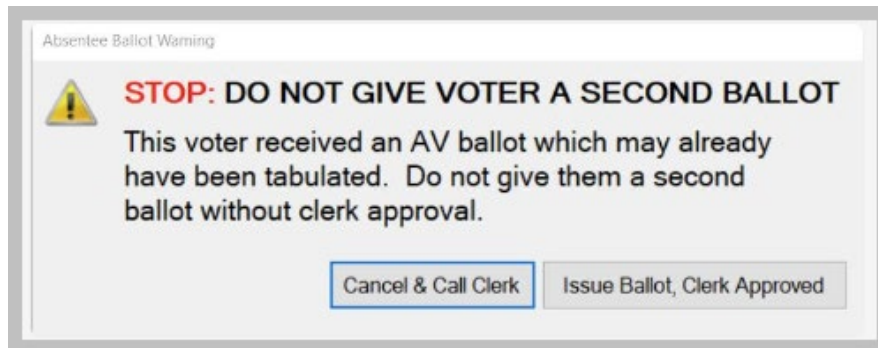 Absentee Ballot Warning
STOP: DO NOT GIVE VOTER A SECOND BALLOT
This voter received an AV ballot which may already
have been tabulated.  Do not give them a second
ballot without clerk approval.
Cancel & Call Clerk
Issue Ballot, Clerk Approved